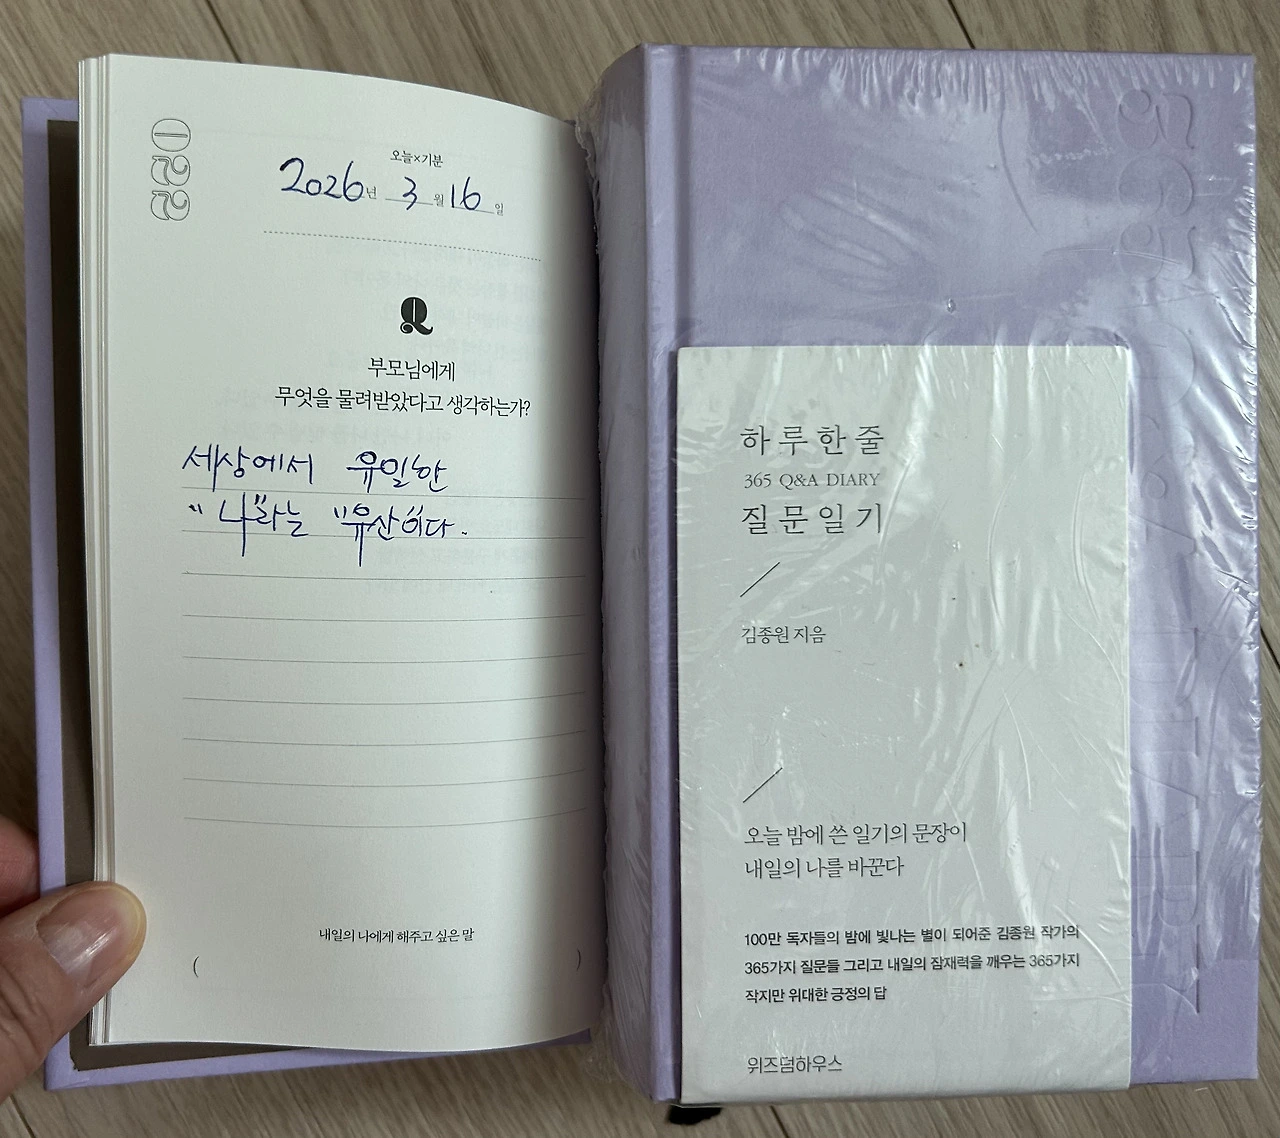 022
오늘×기분
2026년 3월 16일
Q
부모님에게
무엇을 물려받았다고 생각하는가?
세상에서 유일한
"나"라는 "유산"이다.
내일의 나에게 해주고 싶은 말
( )
하루한줄
365 Q&A DIARY
질문일기
김종원 지음
오늘 밤에 쓴 일기의 문장이
내일의 나를 바꾼다
100만 독자들의 밤에 빛나는 별이 되어준 김종원 작가의
365가지 질문들 그리고 내일의 잠재력을 깨우는 365가지
작지만 위대한 긍정의 답
위즈덤하우스
365 Q&A DIARY